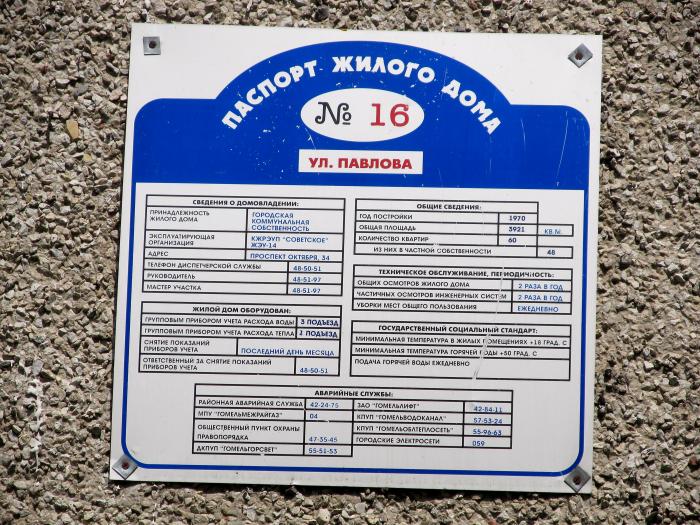 ПАСПОРТ ЖИЛОГО ДОМА
№ 16
УЛ. ПАВЛОВА
СВЕДЕНИЯ О ДОМОВЛАДЕНИИ:
ПРИНАДЛЕЖНОСТЬ ЖИЛОГО ДОМА
ГОРОДСКАЯ
КОММУНАЛЬНАЯ
СОБСТВЕННОСТЬ
ЭКСПЛУАТИРУЮЩАЯ ОРГАНИЗАЦИЯ
КЖРЭУП "СОВЕТСКОЕ"
ЖЭУ-14
АДРЕС ПРОСПЕКТ ОКТЯБРЯ, 34
ТЕЛЕФОН ДИСПЕТЧЕРСКОЙ СЛУЖБЫ 48-50-51
РУКОВОДИТЕЛЬ 48-51-97
МАСТЕР УЧАСТКА 48-51-97
ЖИЛОЙ ДОМ ОБОРУДОВАН:
ГРУППОВЫМ ПРИБОРОМ УЧЕТА РАСХОДА ВОДЫ 3 ПОДЪЕЗД
ГРУППОВЫМ ПРИБОРОМ УЧЕТА РАСХОДА ТЕПЛА 1 ПОДЪЕЗД
СНЯТИЕ ПОКАЗАНИЙ
ПРИБОРОВ УЧЕТА ПОСЛЕДНИЙ ДЕНЬ МЕСЯЦА
ОТВЕТСТВЕННЫЙ ЗА СНЯТИЕ ПОКАЗАНИЙ
ПРИБОРОВ УЧЕТА 48-50-51
ОБЩИЕ СВЕДЕНИЯ:
ГОД ПОСТРОЙКИ 1970
ОБЩАЯ ПЛОЩАДЬ 3921 КВ.М.
КОЛИЧЕСТВО КВАРТИР 60
ИЗ НИХ В ЧАСТНОЙ СОБСТВЕННОСТИ 48
ТЕХНИЧЕСКОЕ ОБСЛУЖИВАНИЕ, ПЕРИОДИЧНОСТЬ:
ОБЩИХ ОСМОТРОВ ЖИЛОГО ДОМА 2 РАЗА В ГОД
ЧАСТИЧНЫХ ОСМОТРОВ ИНЖЕНЕРНЫХ СИСТЕМ 2 РАЗА В ГОД
УБОРКИ МЕСТ ОБЩЕГО ПОЛЬЗОВАНИЯ ЕЖЕДНЕВНО
ГОСУДАРСТВЕННЫЙ СОЦИАЛЬНЫЙ СТАНДАРТ:
МИНИМАЛЬНАЯ ТЕМПЕРАТУРА В ЖИЛЫХ ПОМЕЩЕНИЯХ +18 ГРАД. С
МИНИМАЛЬНАЯ ТЕМПЕРАТУРА ГОРЯЧЕЙ ВОДЫ +50 ГРАД. С
ПОДАЧА ГОРЯЧЕЙ ВОДЫ ЕЖЕДНЕВНО
АВАРИЙНЫЕ СЛУЖБЫ:
РАЙОННАЯ АВАРИЙНАЯ СЛУЖБА 42-24-75
МПУ "ГОМЕЛЬМЕЖРАЙГАЗ" 04
ОБЩЕСТВЕННЫЙ ПУНКТ ОХРАНЫ
ПРАВОПОРЯДКА 47-35-45
ДКПУП "ГОМЕЛЬГОРСВЕТ" 55-51-53
ЗАО "ГОМЕЛЬЛИФТ" 42-84-11
КПУП "ГОМЕЛЬВОДОКАНАЛ" 57-53-24
КПУП "ГОМЕЛЬОБЛТЕПЛОСЕТЬ" 55-96-63
ГОРОДСКИЕ ЭЛЕКТРОСЕТИ 059